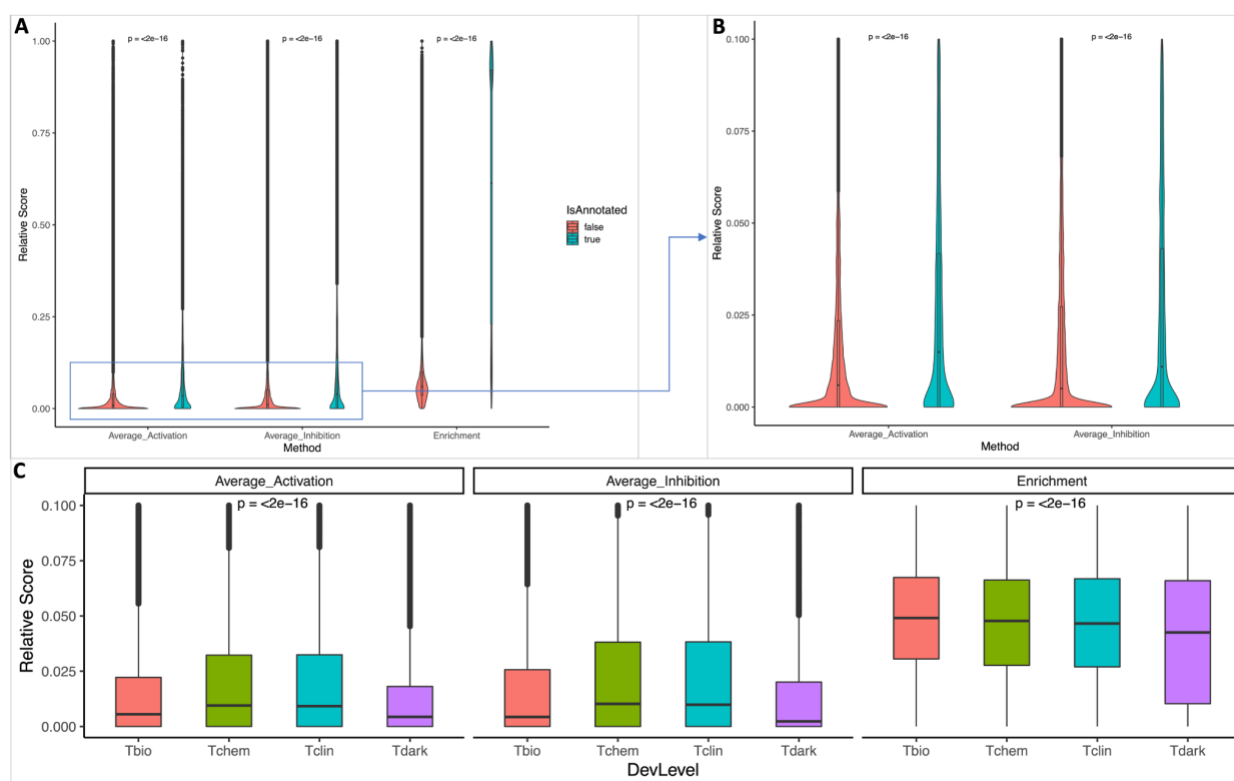 A
p = <2e−16
p = <2e−16
p = <2e−16
1.00
0.75
0.50
0.25
0.00
Relative Score
Average_Activation
Average_Inhibition
Enrichment
Method
IsAnnotated
false
true
B
p = <2e−16
p = <2e−16
0.100
0.075
0.050
0.025
0.000
Relative Score
Average_Activation
Average_Inhibition
Method
C
Average_Activation
Average_Inhibition
Enrichment
p = <2e−16
p = <2e−16
p = <2e−16
0.100
0.075
0.050
0.025
0.000
Relative Score
Tbio
Tchem
Tclin
Tdark
Tbio
Tchem
Tclin
Tdark
Tbio
Tchem
Tclin
Tdark
DevLevel